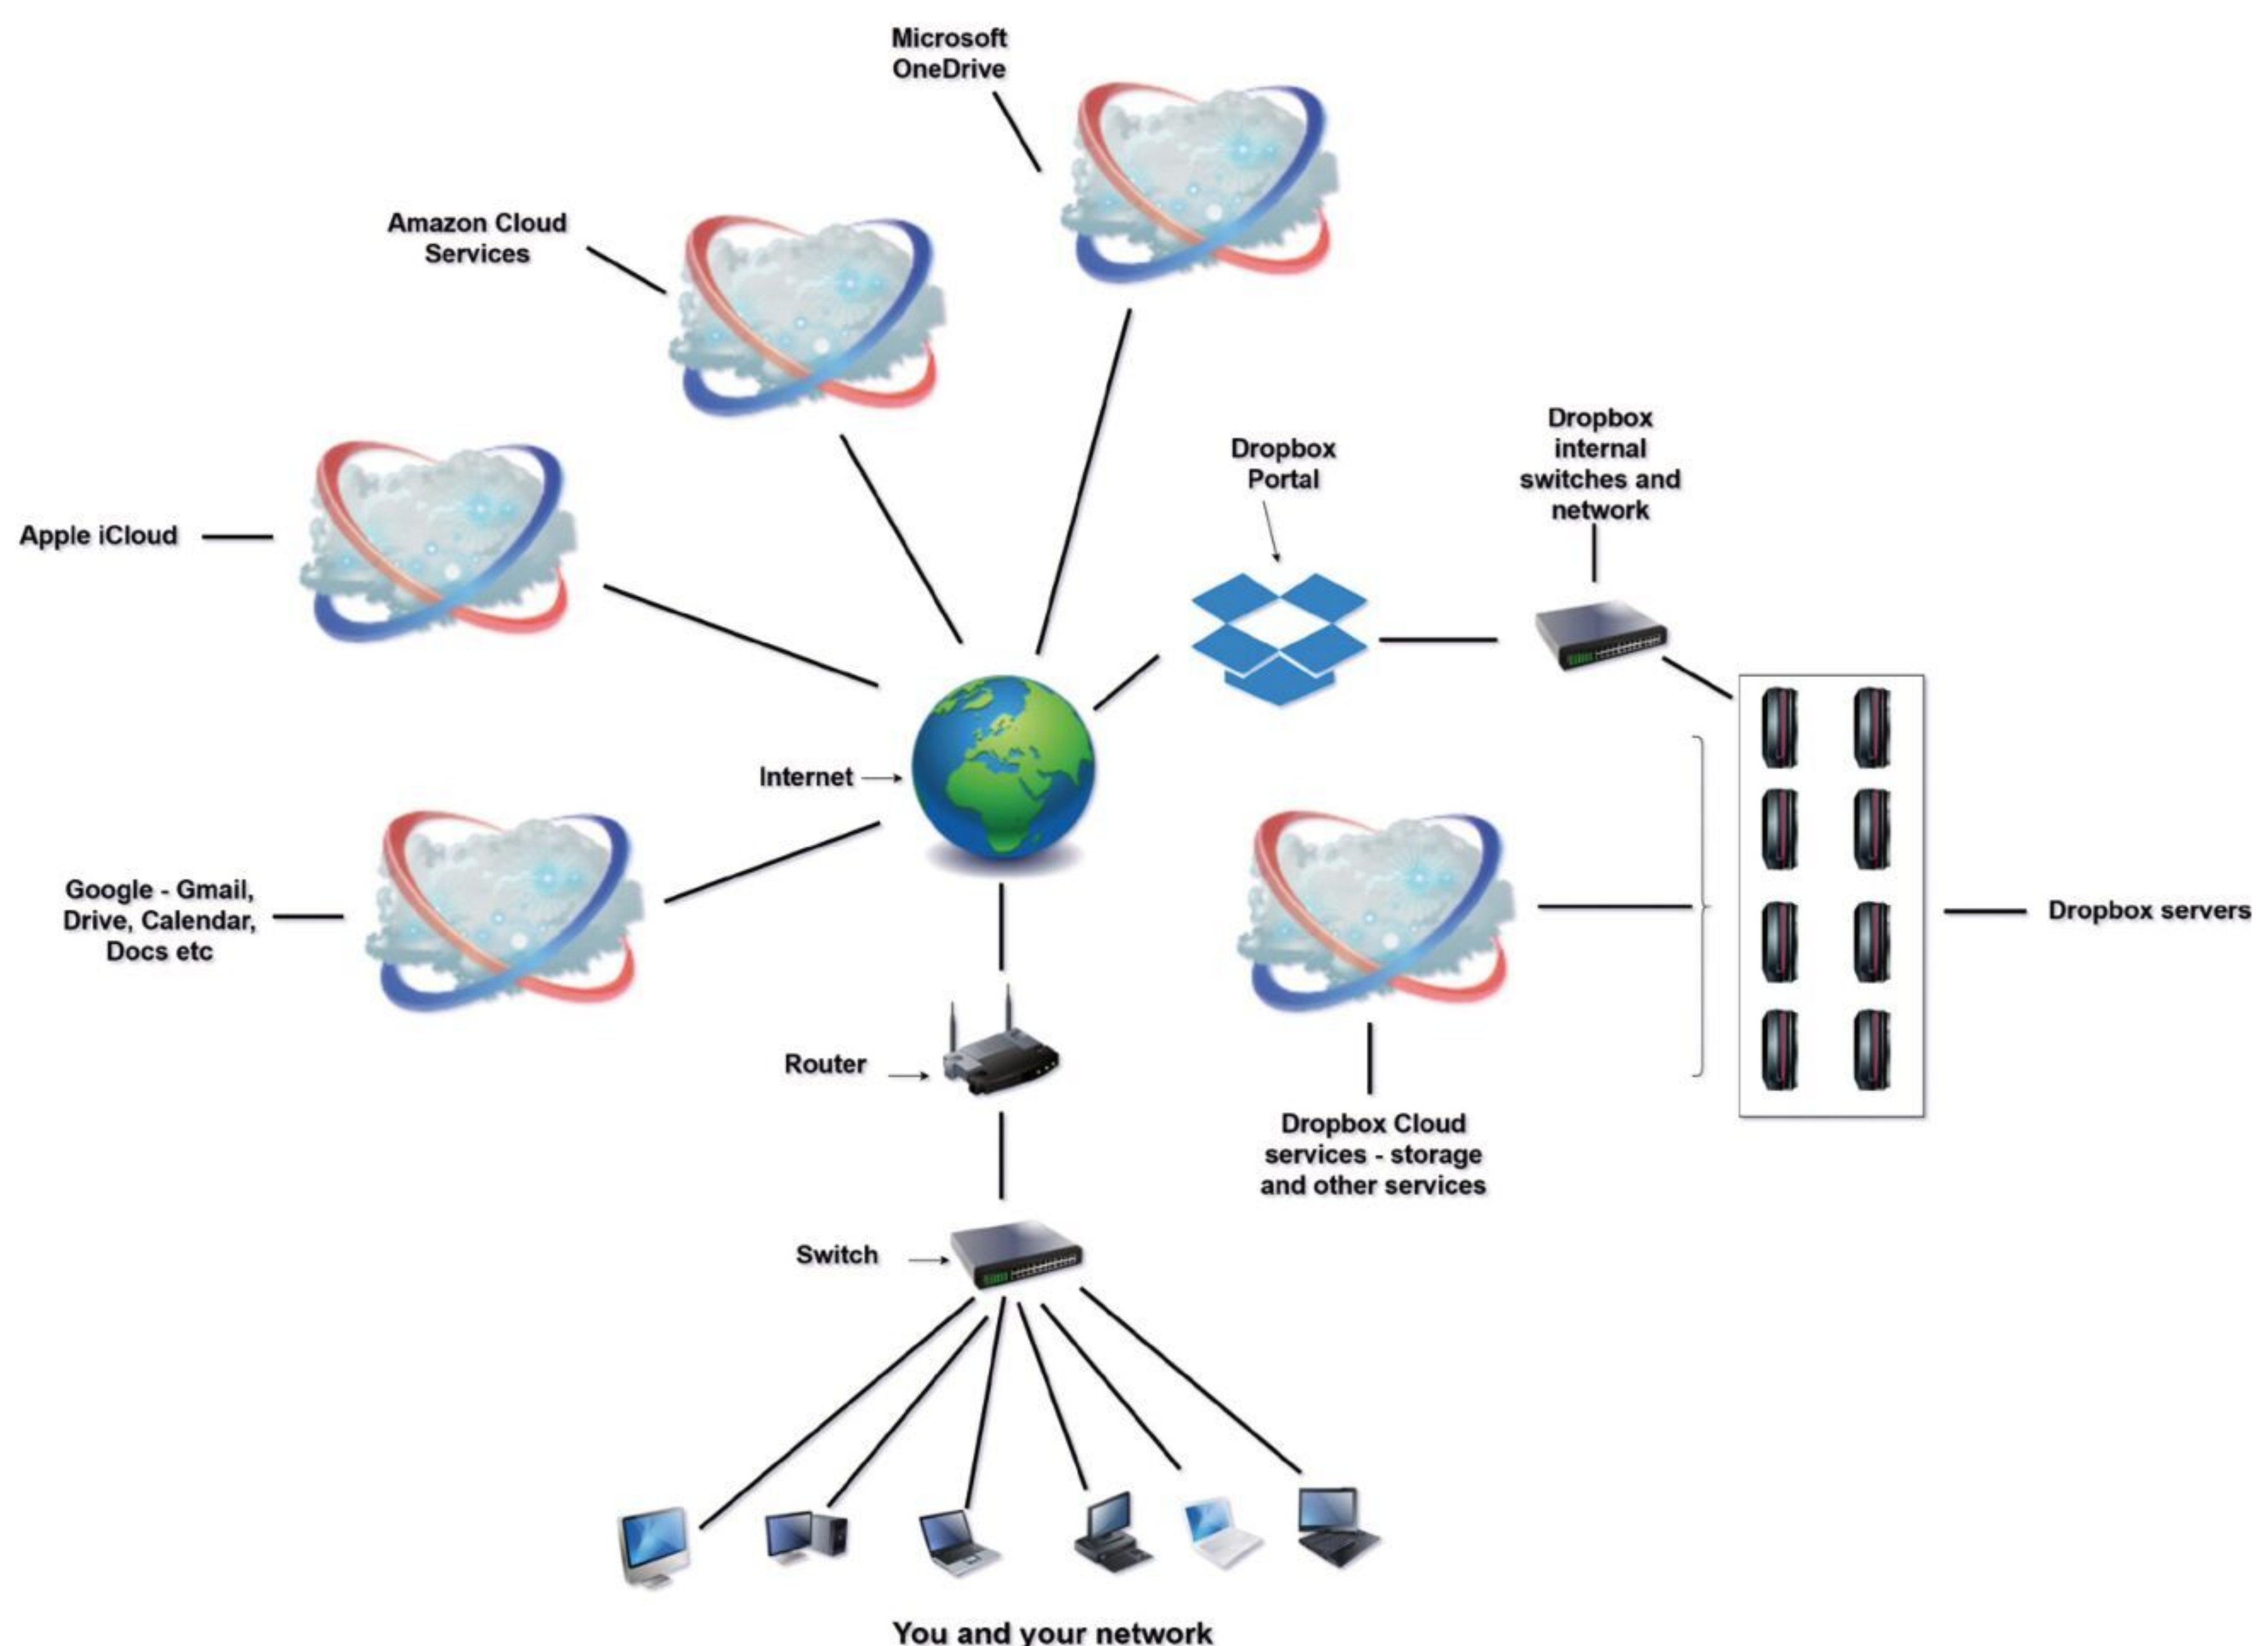 Microsoft
OneDrive
Amazon Cloud
Services
Dropbox
Portal
Dropbox
internal
switches and
network
Apple iCloud
Internet
Google - Gmail,
Drive, Calendar,
Docs etc
Dropbox servers
Router
Dropbox Cloud
services - storage
and other services
Switch
You and your network